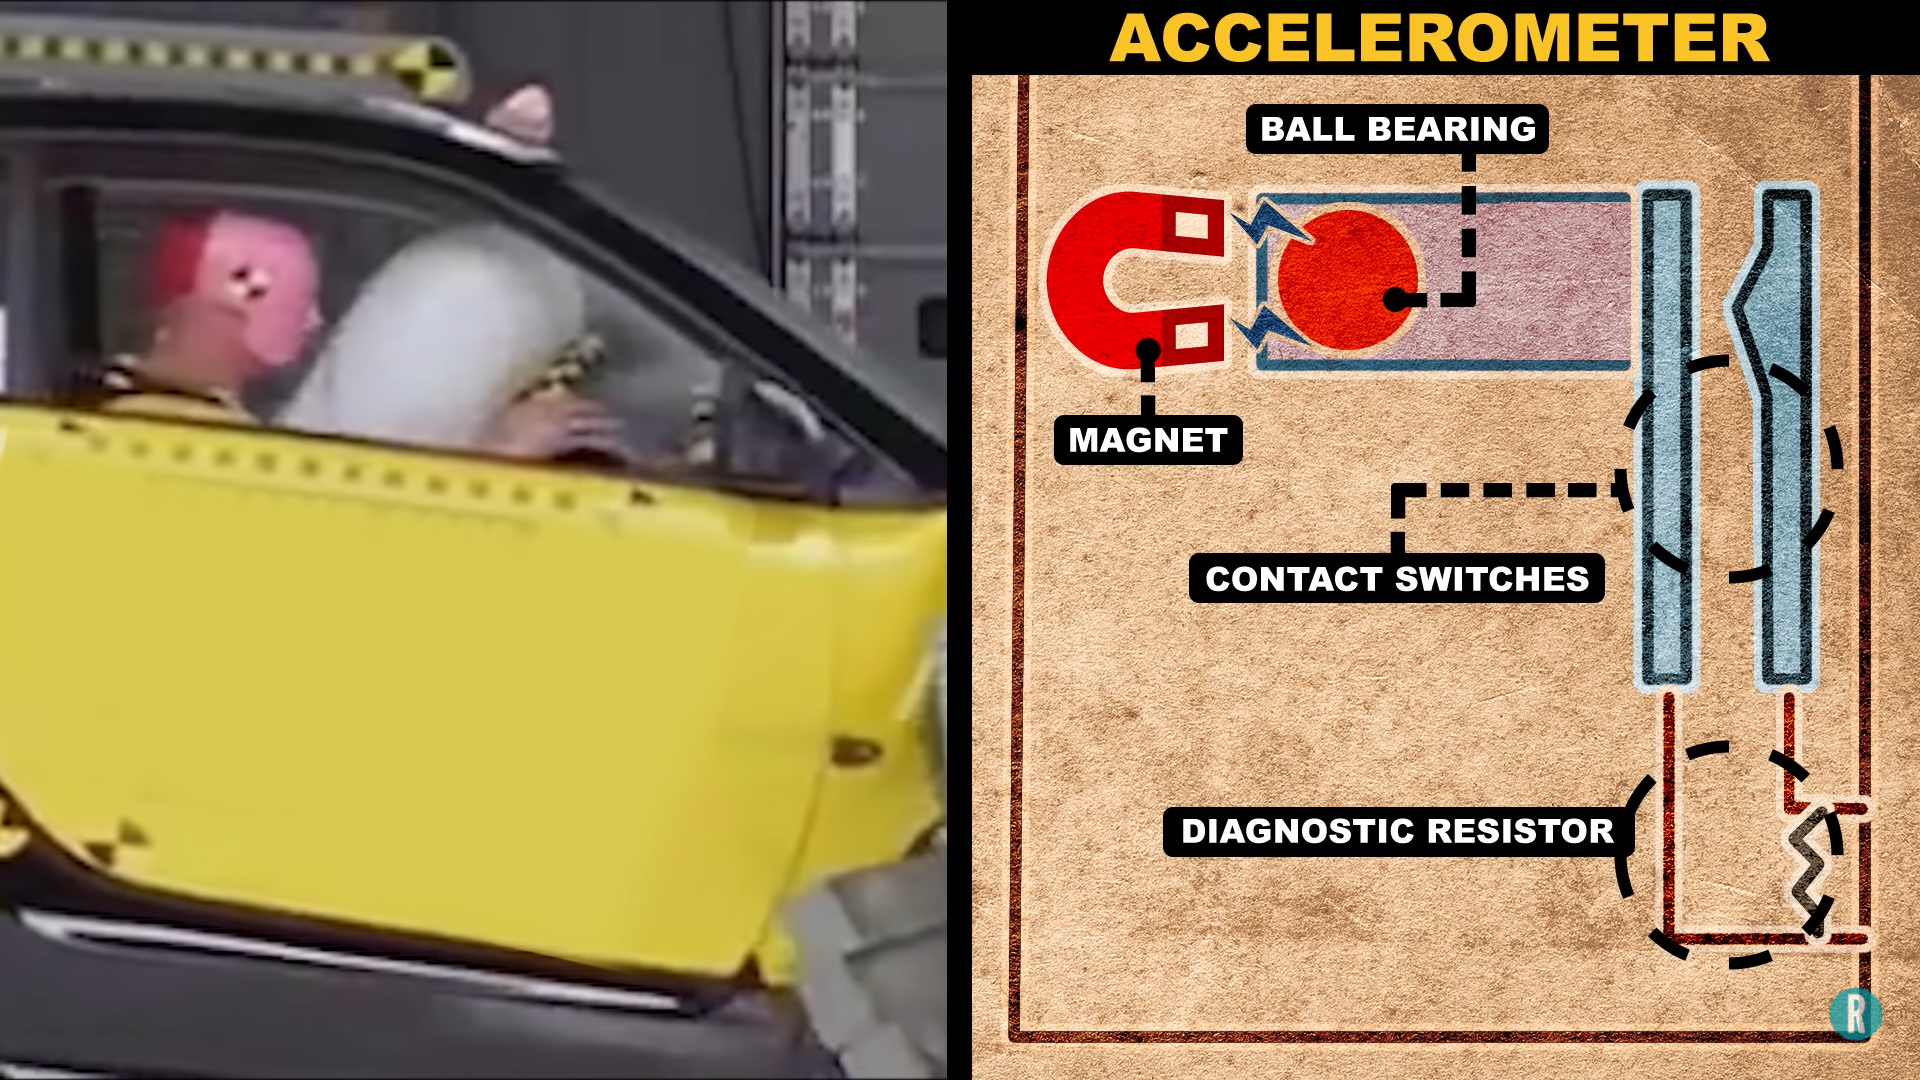 ACCELEROMETER
BALL BEARING
MAGNET
CONTACT SWITCHES
DIAGNOSTIC RESISTOR
R